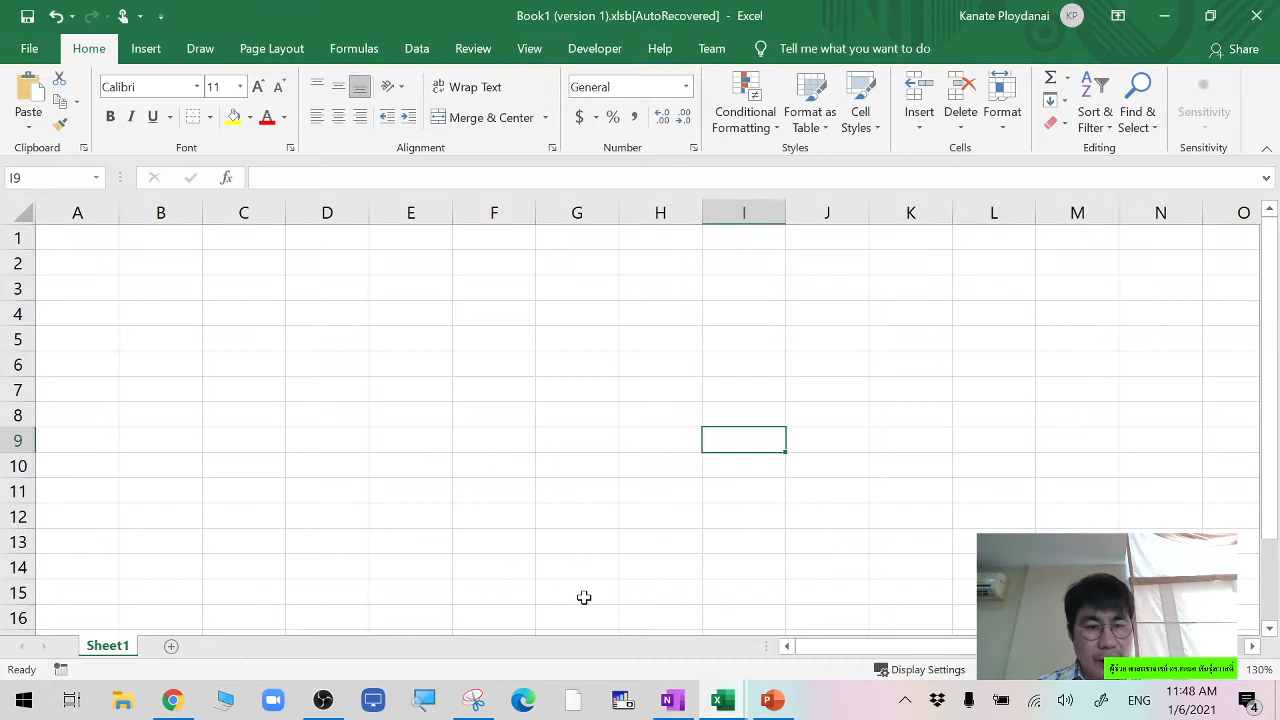 Book1 (version 1).xlsb[AutoRecovered] - Excel
Kanate Ploydanai
KP
File
Home
Insert
Draw
Page Layout
Formulas
Data
Review
View
Developer
Help
Team
Tell me what you want to do
Share
Paste
Calibri
11
A A
B I U A
ab
Wrap Text
Merge & Center
General
$ % ,
Conditional Formatting
Format as Table
Cell Styles
Insert
Delete
Format
Σ
A Z
Sort & Filter
Find & Select
Sensitivity
Clipboard
Font
Alignment
Number
Styles
Cells
Editing
Sensitivity
I9
fx
A B C D E F G H I J K L M N O
1
2
3
4
5
6
7
8
9
10
11
12
13
14
15
16
Sheet1
Ready
Display Settings
130%
ENG
11:48 AM
1/6/2021
4